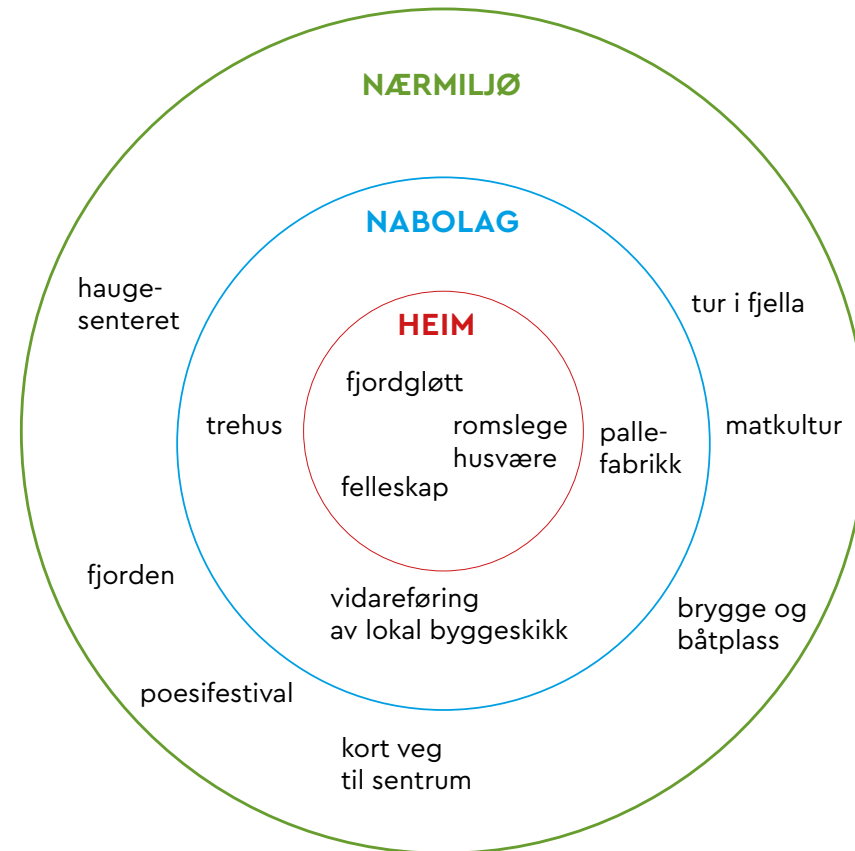 NÆRMILJØ
NABOLAG
HEIM
hauge-
senteret
tur i fjella
fjordgløtt
trehus
romslege
husvære
palle-
fabrikk
matkultur
felleskap
fjorden
vidareføring
av lokal byggeskikk
brygge og
båtplass
poesifestival
kort veg
til sentrum